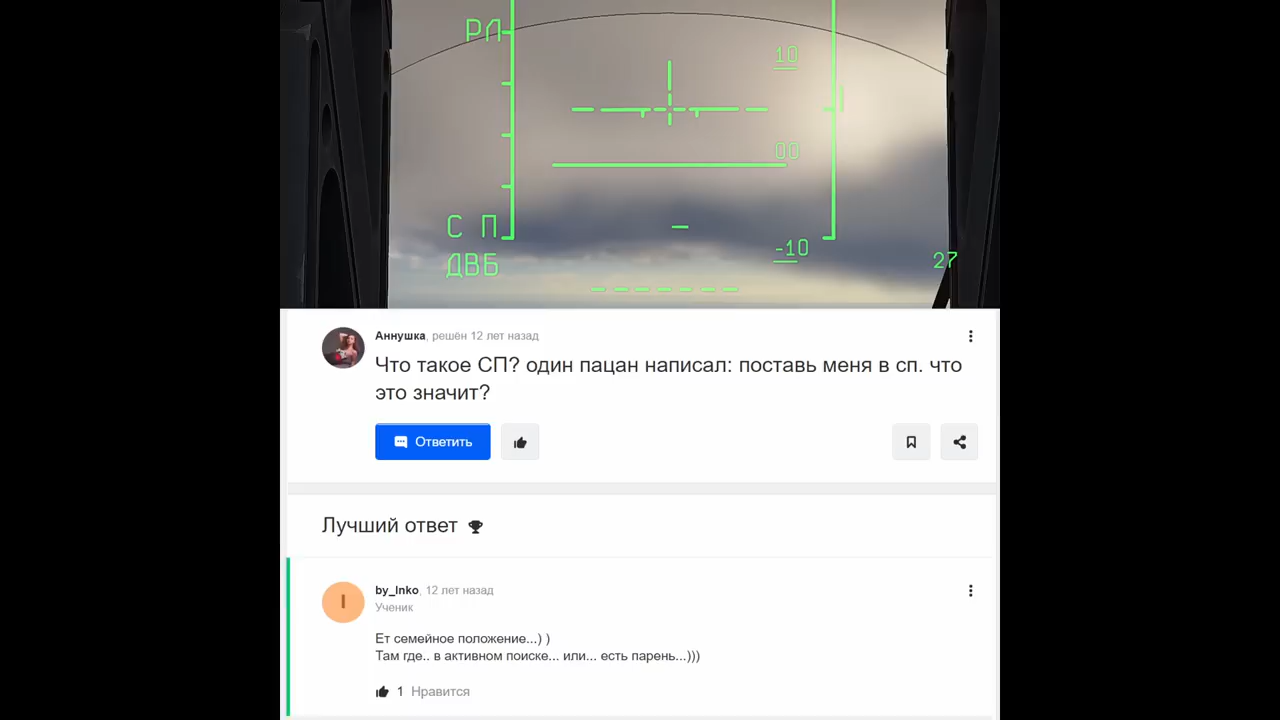 РЛ
10
00
С П
-10
ДВБ
27
Аннушка, решён 12 лет назад
Что такое СП? один пацан написал: поставь меня в сп. что
это значит?
Ответить
Лучший ответ
I
by_Inko, 12 лет назад
Ученик
Ет семейное положение...) )
Там где.. в активном поиске... или... есть парень...)))
1 Нравится